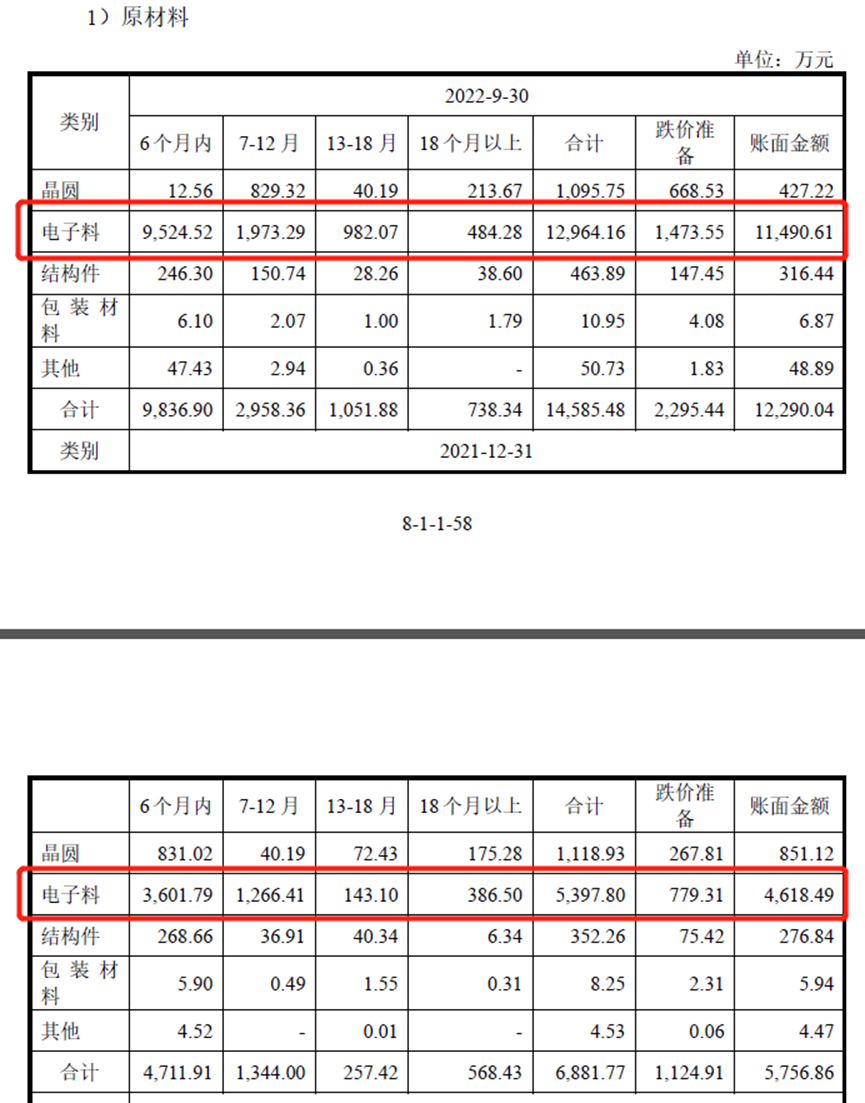 1）原材料
单位：万元
类别 2022-9-30
6个月内 7-12月 13-18月 18个月以上 合计 跌价准备 账面金额
晶圆 12.56 829.32 40.19 213.67 1,095.75 668.53 427.22
电子料 9,524.52 1,973.29 982.07 484.28 12,964.16 1,473.55 11,490.61
结构件 246.30 150.74 28.26 38.60 463.89 147.45 316.44
包装材料 6.10 2.07 1.00 1.79 10.95 4.08 6.87
其他 47.43 2.94 0.36 - 50.73 1.83 48.89
合计 9,836.90 2,958.36 1,051.88 738.34 14,585.48 2,295.44 12,290.04
类别 2021-12-31
8-1-1-58
6个月内 7-12月 13-18月 18个月以上 合计 跌价准备 账面金额
晶圆 831.02 40.19 72.43 175.28 1,118.93 267.81 851.12
电子料 3,601.79 1,266.41 143.10 386.50 5,397.80 779.31 4,618.49
结构件 268.66 36.91 40.34 6.34 352.26 75.42 276.84
包装材料 5.90 0.49 1.55 0.31 8.25 2.31 5.94
其他 4.52 - 0.01 - 4.53 0.06 4.47
合计 4,711.91 1,344.00 257.42 568.43 6,881.77 1,124.91 5,756.86